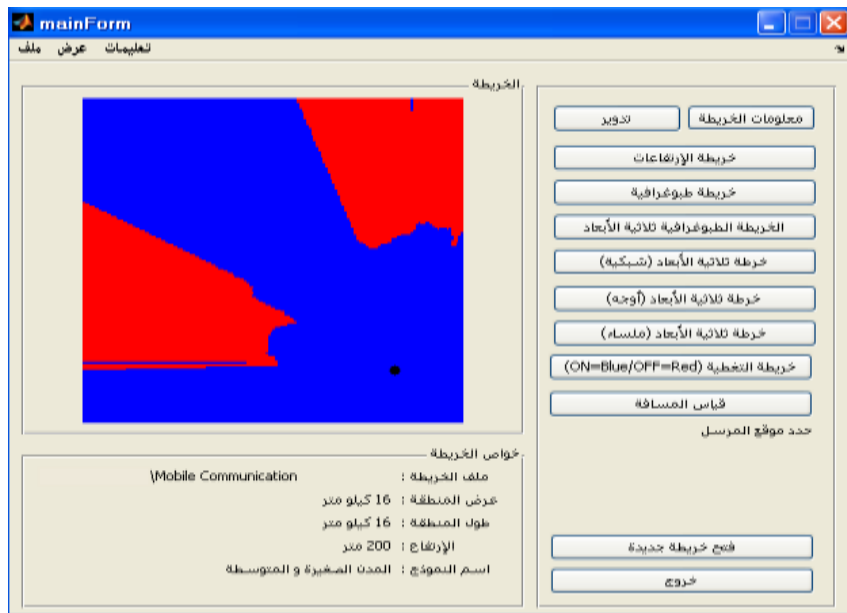 mainForm
ملف عرض تعليمات
الخريطة
معلومات الخريطة
تدوير
خريطة الإرتفاعات
خريطة طبوغرافية
الخريطة الطبوغرافية ثلاثية الأبعاد
خرطة ثلاثية الأبعاد (شبكية)
خرطة ثلاثية الأبعاد (أوجه)
خرطة ثلاثية الأبعاد (ملساء)
خريطة التغطية (ON=Blue/OFF=Red)
قياس المسافة
حدد موقع المرسل
خواص الخريطة
ملف الخريطة : \Mobile Communication
عرض المنطقة : 16 كيلو متر
طول المنطقة : 16 كيلو متر
الإرتفاع : 200 متر
اسم النموذج : المدن الصغيرة و المتوسطة
فتح خريطة جديدة
خروج